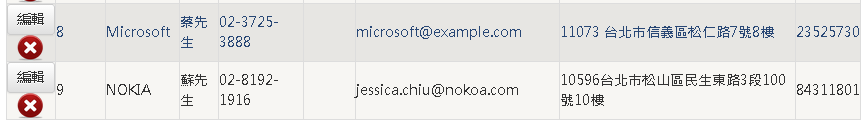 編輯
8 Microsoft 蔡先生 02-3725-3888 microsoft@example.com 11073 台北市信義區松仁路7號8樓 23525730
編輯
9 NOKIA 蘇先生 02-8192-1916 jessica.chiu@nokoa.com 10596台北市松山區民生東路3段100號10樓 84311801